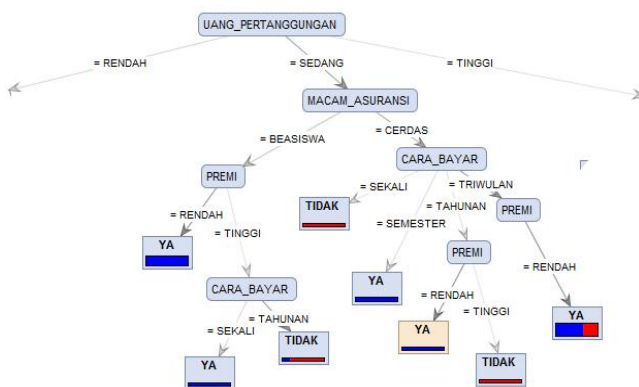 UANG_PERTANGGUNGAN
= RENDAH
= SEDANG
= TINGGI
MACAM_ASURANSI
= BEASISWA
= CERDAS
PREMI
CARA_BAYAR
= SEKALI
= TRIWULAN
= TAHUNAN
= SEMESTER
TIDAK
PREMI
= RENDAH
= TINGGI
YA
PREMI
= RENDAH
CARA_BAYAR
YA
= RENDAH
= TINGGI
= SEKALI
= TAHUNAN
YA
YA
TIDAK
YA
TIDAK